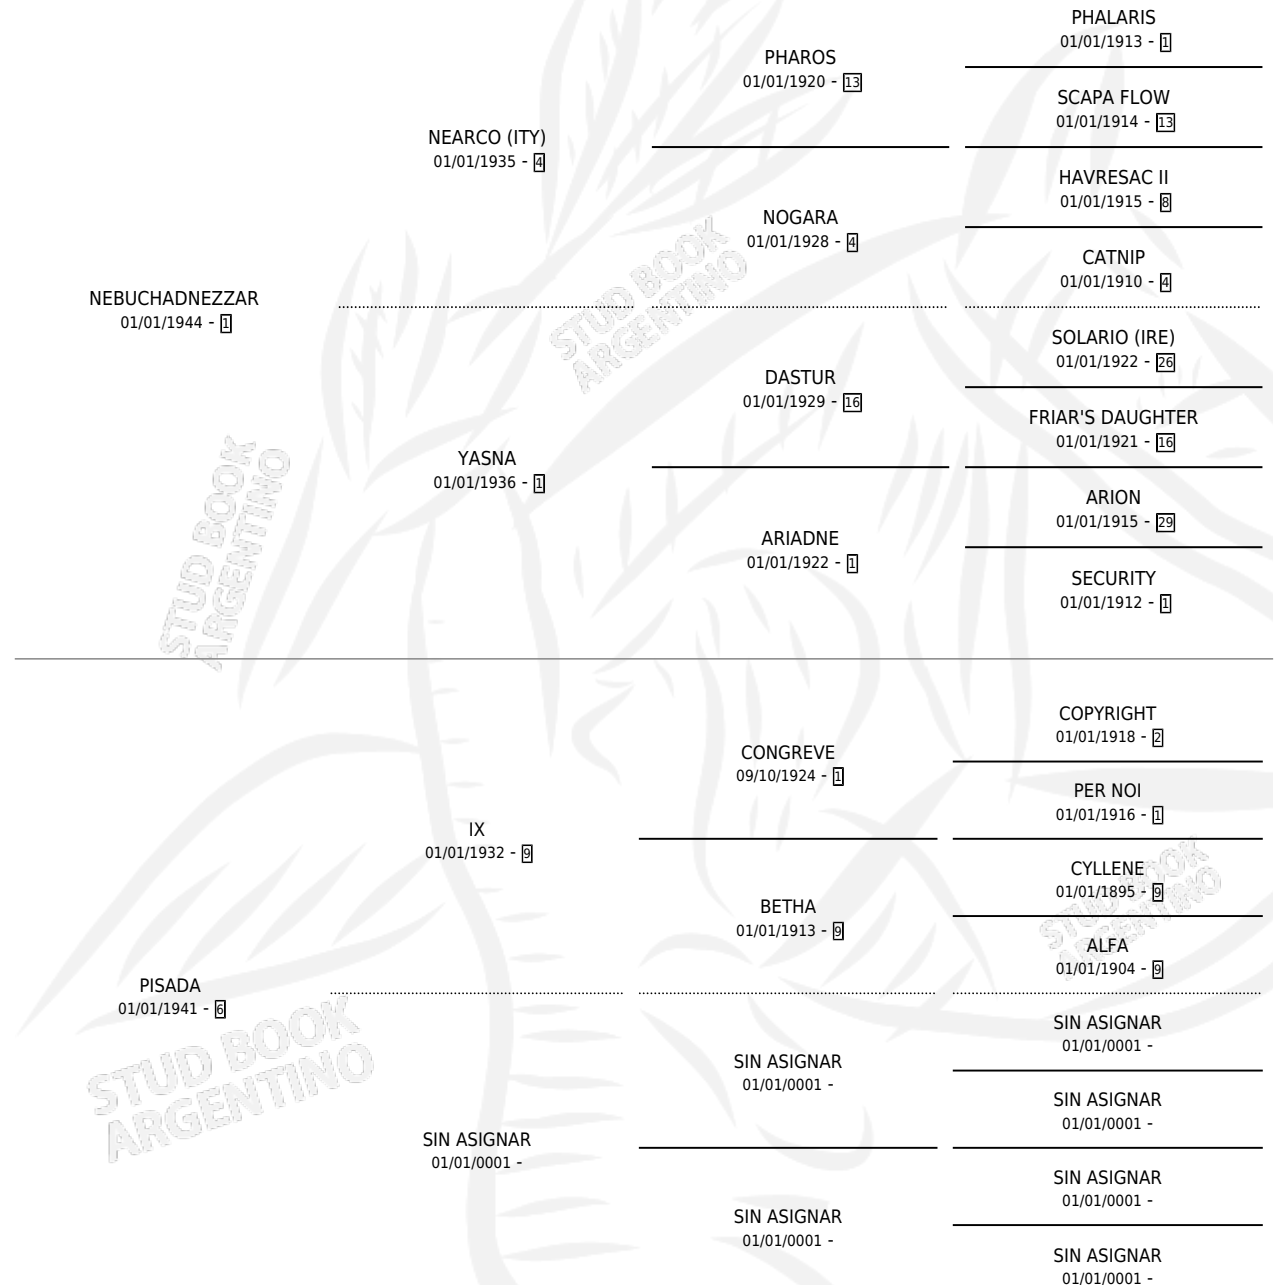 PHALARIS
01/01/1913 - 1
PHAROS
01/01/1920 - 13
SCAPA FLOW
01/01/1914 - 13
NEARCO (ITY)
01/01/1935 - 4
HAVRESAC II
01/01/1915 - 8
NOGARA
01/01/1928 - 4
CATNIP
01/01/1910 - 4
NEBUCHADNEZZAR
01/01/1944 - 1
STUD BOOK
ARGENTINO
SOLARIO (IRE)
01/01/1922 - 26
DASTUR
01/01/1929 - 16
FRIAR'S DAUGHTER
01/01/1921 - 16
YASNA
01/01/1936 - 1
ARION
01/01/1915 - 29
ARIADNE
01/01/1922 - 1
SECURITY
01/01/1912 - 1
STUD BOOK
ARGENTINO
COPYRIGHT
01/01/1918 - 2
CONGREVE
09/10/1924 - 1
PER NOI
01/01/1916 - 1
IX
01/01/1932 - 9
CYLLENE
01/01/1895 - 9
BETHA
01/01/1913 - 9
ALFA
01/01/1904 - 9
STUD BOOK
ARGENTINO
PISADA
01/01/1941 - 6
SIN ASIGNAR
01/01/0001 -
SIN ASIGNAR
01/01/0001 -
SIN ASIGNAR
01/01/0001 -
STUD BOOK
ARGENTINO
SIN ASIGNAR
01/01/0001 -
SIN ASIGNAR
01/01/0001 -
SIN ASIGNAR
01/01/0001 -
SIN ASIGNAR
01/01/0001 -